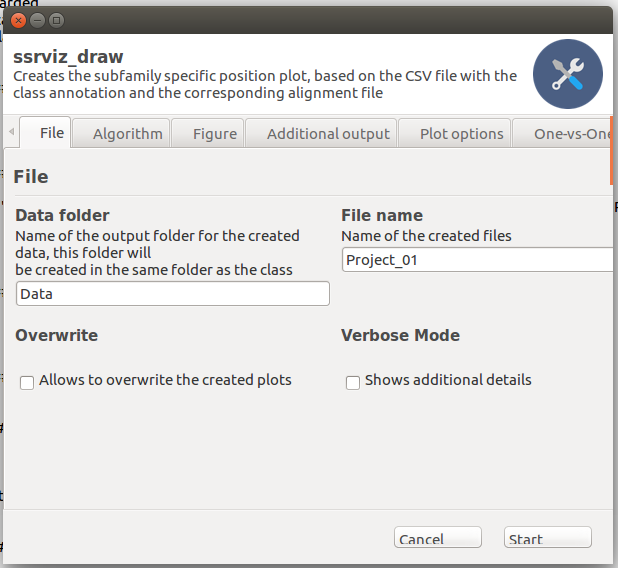 ssrviz_draw
Creates the subfamily specific position plot, based on the CSV file with the
class annotation and the corresponding alignment file
File Algorithm Figure Additional output Plot options One-vs-One
File
Data folder
Name of the output folder for the created
data, this folder will
be created in the same folder as the class
Data
File name
Name of the created files
Project_01
Overwrite
Allows to overwrite the created plots
Verbose Mode
Shows additional details
Cancel Start